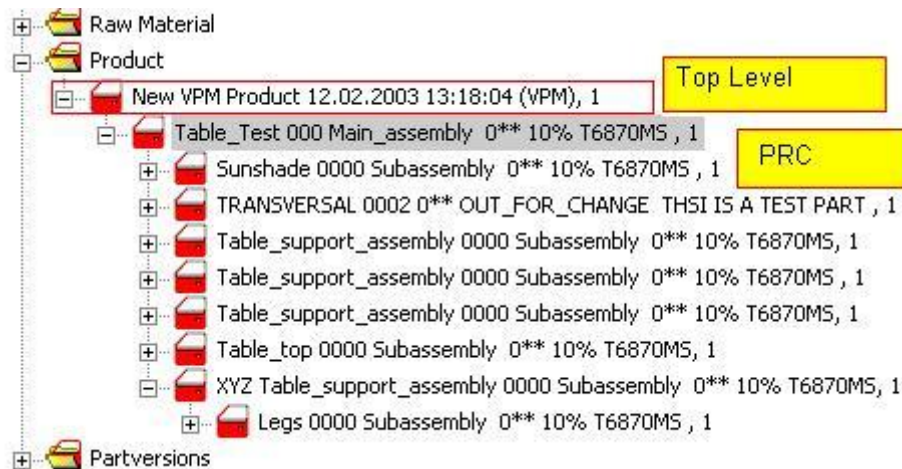 Raw Material
Product
New VPM Product 12.02.2003 13:18:04 (VPM), 1
Top Level
Table_Test 000 Main_assembly 0** 10% T6870MS , 1
PRC
Sunshade 0000 Subassembly 0** 10% T6870MS , 1
TRANSVERSAL 0002 0** OUT_FOR_CHANGE THSI IS A TEST PART , 1
Table_support_assembly 0000 Subassembly 0** 10% T6870MS, 1
Table_support_assembly 0000 Subassembly 0** 10% T6870MS , 1
Table_support_assembly 0000 Subassembly 0** 10% T6870MS, 1
Table_top 0000 Subassembly 0** 10% T6870MS, 1
XYZ Table_support_assembly 0000 Subassembly 0** 10% T6870MS, 1
Legs 0000 Subassembly 0** 10% T6870MS , 1
Partversions